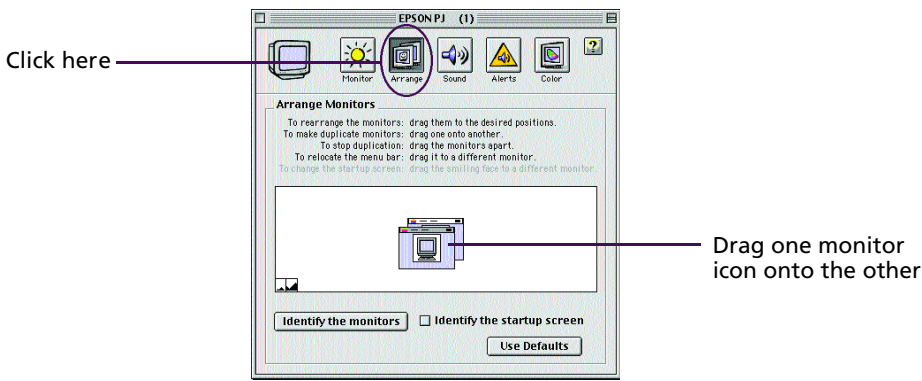 EPSON PJ (1)
Click here
Monitor Arrange Sound Alerts Color ?
Arrange Monitors
To rearrange the monitors: drag them to the desired positions.
To make duplicate monitors: drag one onto another.
To stop duplication: drag the monitors apart.
To relocate the menu bar: drag it to a different monitor.
To change the startup screen: drag the smiling face to a different monitor.
Drag one monitor
icon onto the other
Identify the monitors Identify the startup screen
Use Defaults